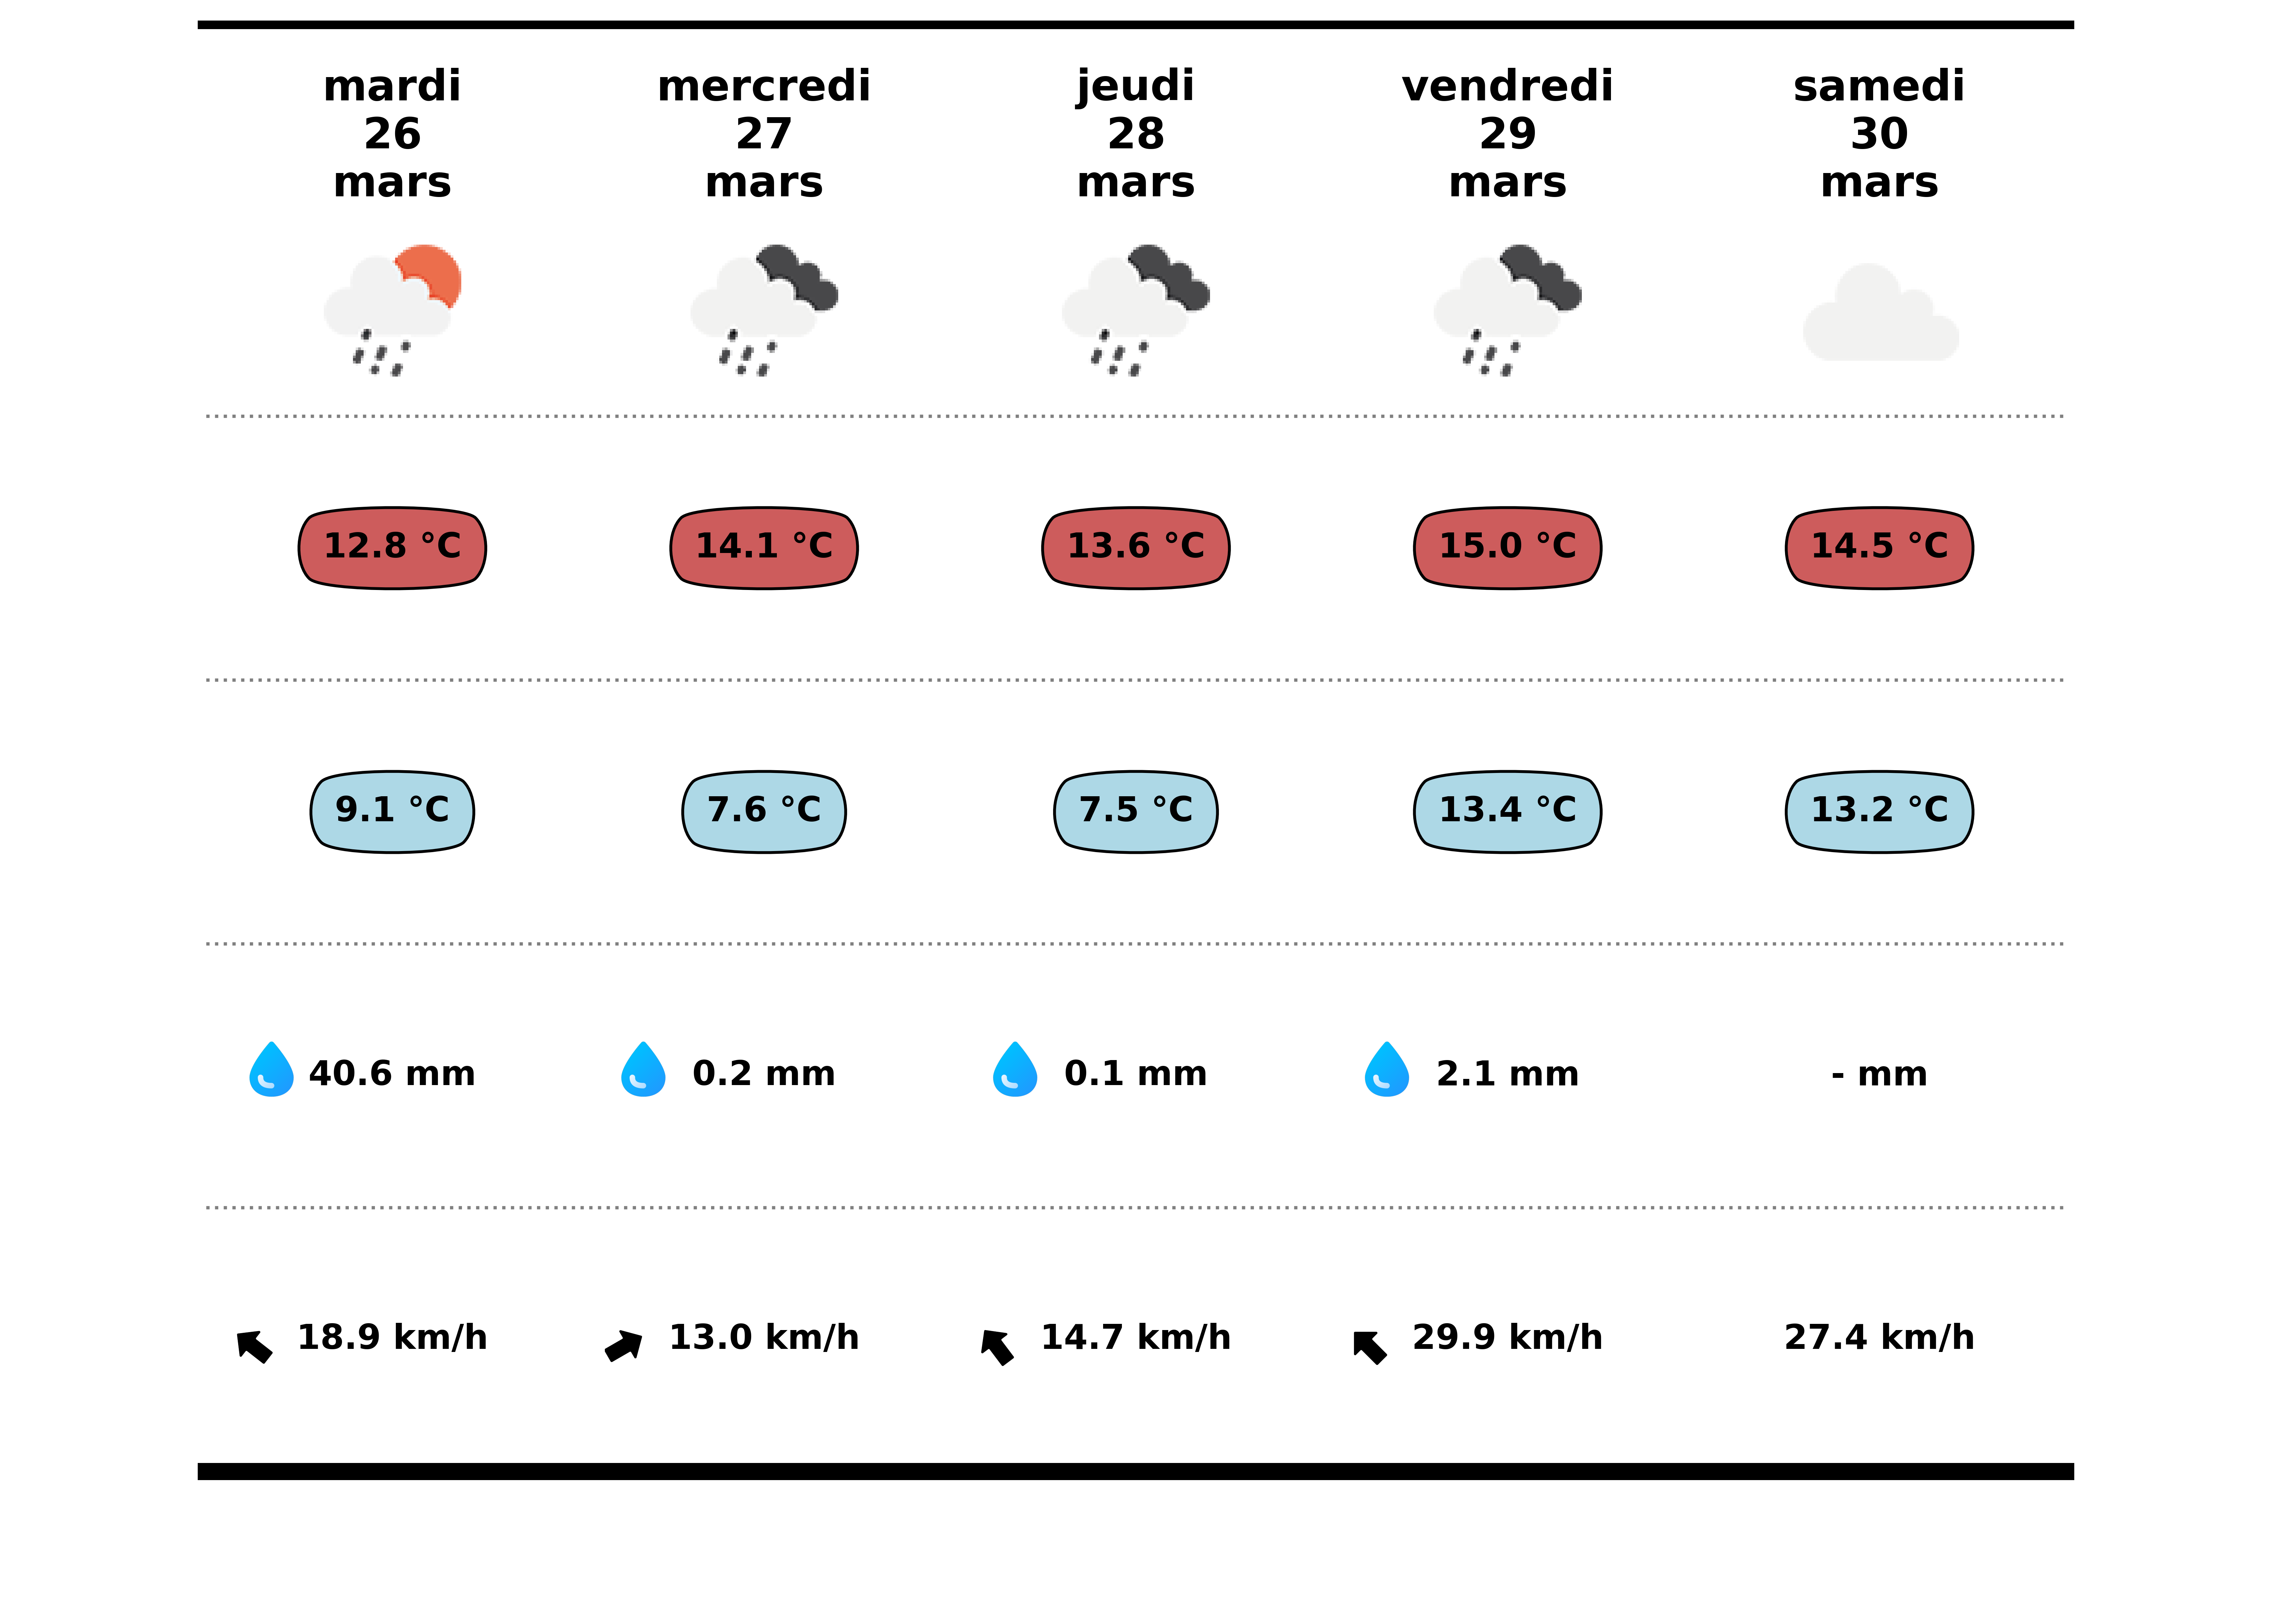 mardi
26
mars
mercredi
27
mars
jeudi
28
mars
vendredi
29
mars
samedi
30
mars
12.8 °C
14.1 °C
13.6 °C
15.0 °C
14.5 °C
9.1 °C
7.6 °C
7.5 °C
13.4 °C
13.2 °C
40.6 mm
0.2 mm
0.1 mm
2.1 mm
- mm
18.9 km/h
13.0 km/h
14.7 km/h
29.9 km/h
27.4 km/h